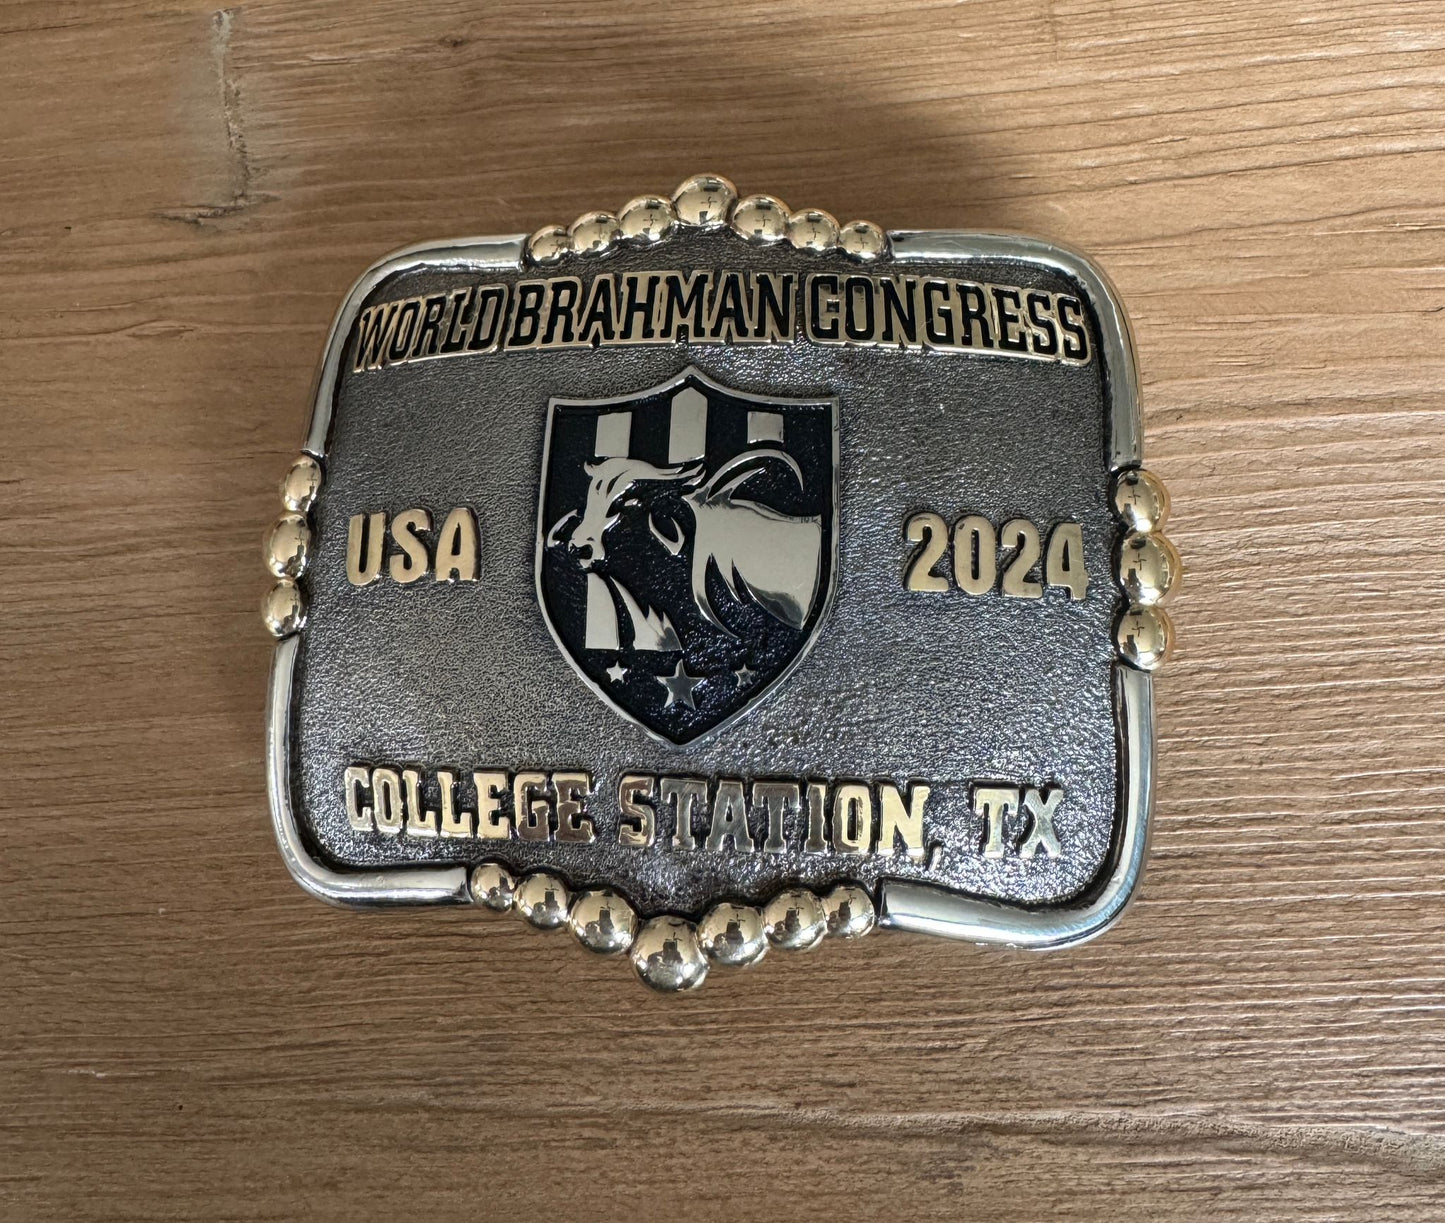 WORLD BRAHMAN CONGRESS
USA
2024
COLLEGE STATION, TX